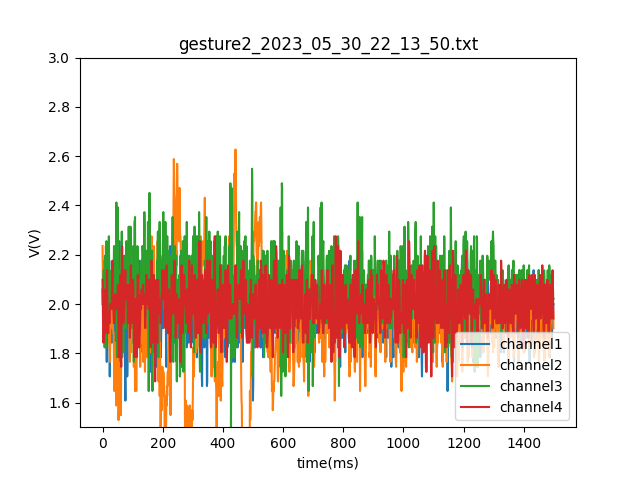 gesture2_2023_05_30_22_13_50.txt
3.0
2.8
2.6
2.4
2.2
2.0
1.8
1.6
V(V)
channel1
channel2
channel3
channel4
0 200 400 600 800 1000 1200 1400
time(ms)